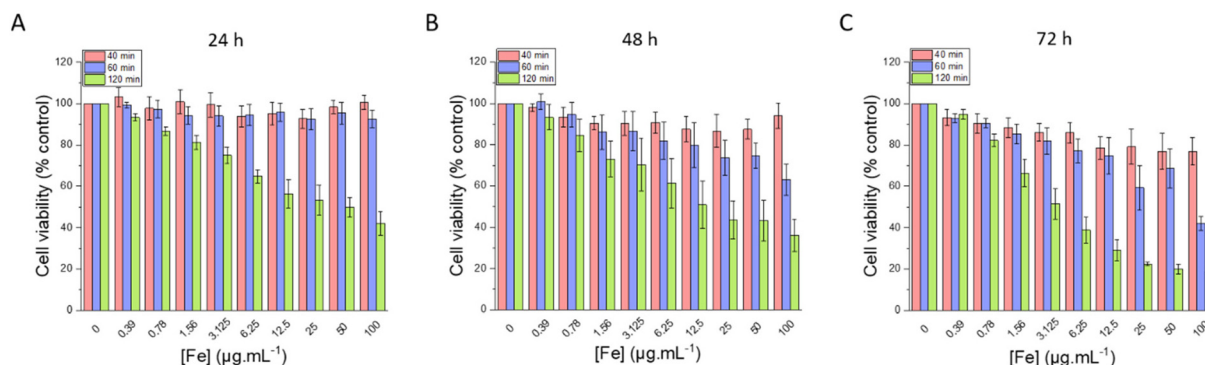 A
24 h
40 min
60 min
120 min
120
100
80
60
40
20
0
Cell viability (% control)
0
0.39
0.78
1.56
3.125
6.25
12.5
25
50
100
[Fe] (µg.mL⁻¹)
B
48 h
40 min
60 min
120 min
120
100
80
60
40
20
0
Cell viability (% control)
0
0.39
0.78
1.56
3.125
6.25
12.5
25
50
100
[Fe] (µg.mL⁻¹)
C
72 h
40 min
60 min
120 min
120
100
80
60
40
20
0
Cell viability (% control)
0
0.39
0.78
1.56
3.125
6.25
12.5
25
50
100
[Fe] (µg.mL⁻¹)